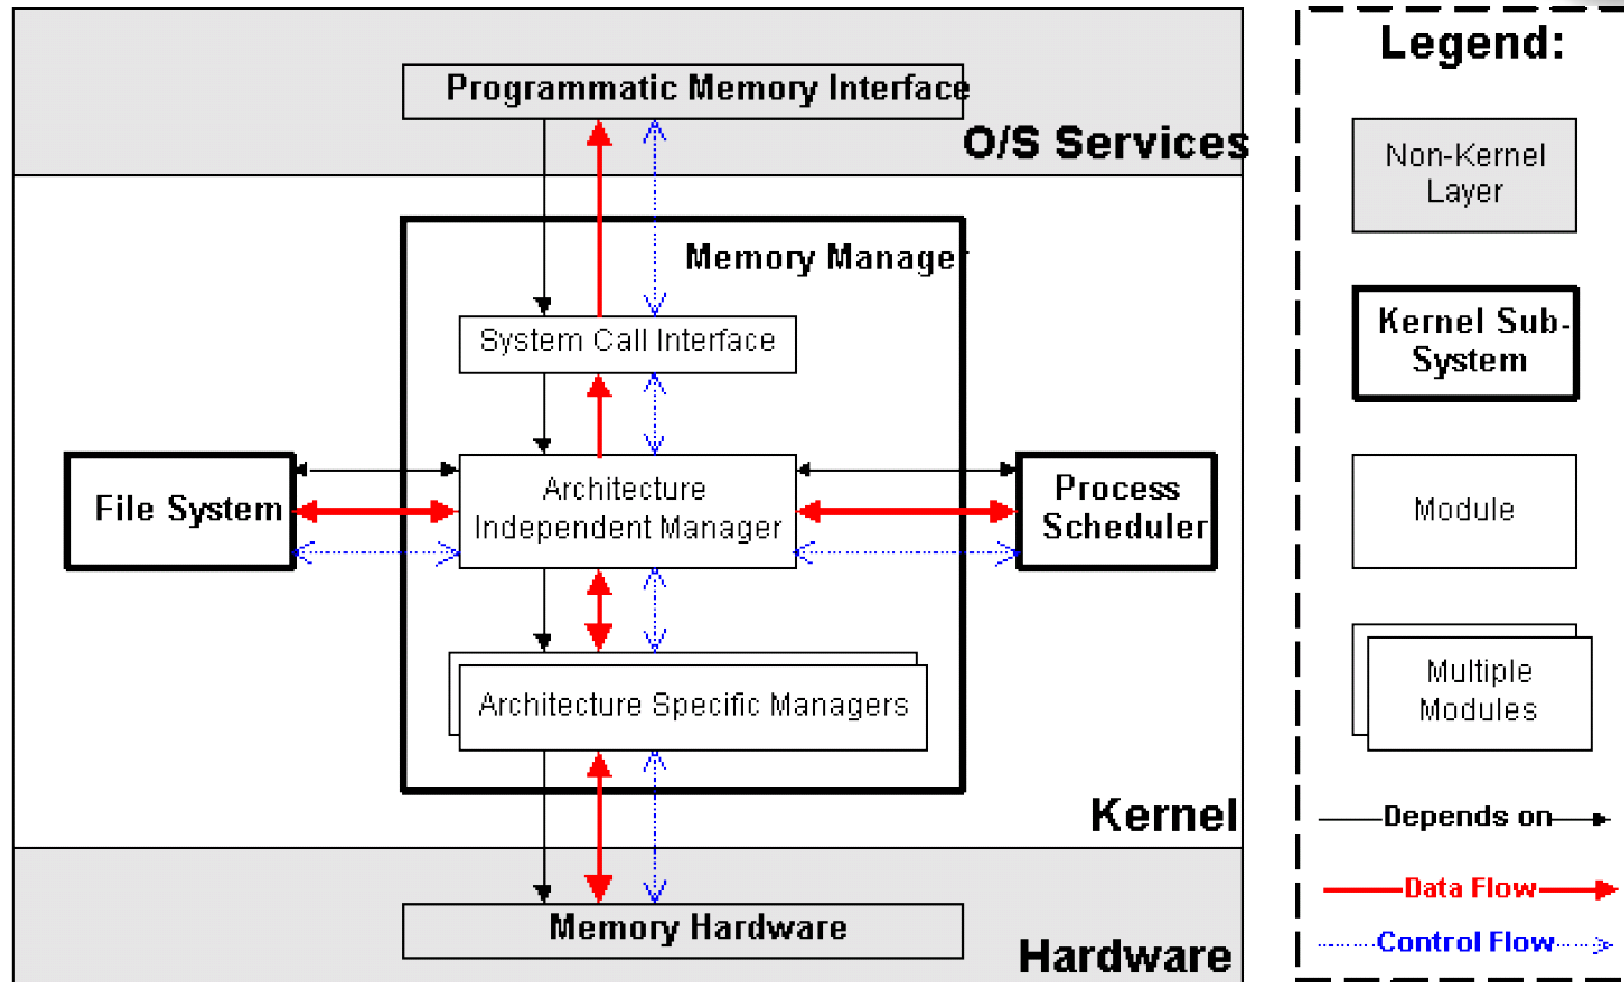 Programmatic Memory Interface
O/S Services
Memory Manager
System Call Interface
File System
Architecture
Independent Manager
Process
Scheduler
Architecture Specific Managers
Kernel
Memory Hardware
Hardware
Legend:
Non-Kernel
Layer
Kernel Sub-
System
Module
Multiple
Modules
Depends on
Data Flow
Control Flow